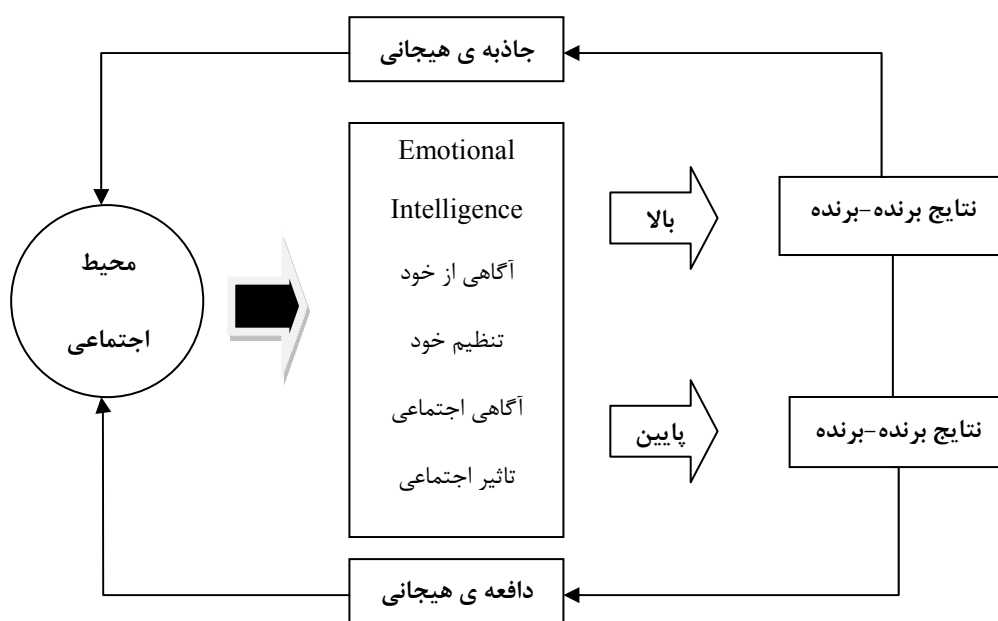 جاذبه ی هیجانی
Emotional
Intelligence
آگاهی از خود
تنظیم خود
آگاهی اجتماعی
تاثیر اجتماعی
بالا
نتایج برنده-برنده
محیط
اجتماعی
پایین
نتایج برنده-برنده
دافعه ی هیجانی